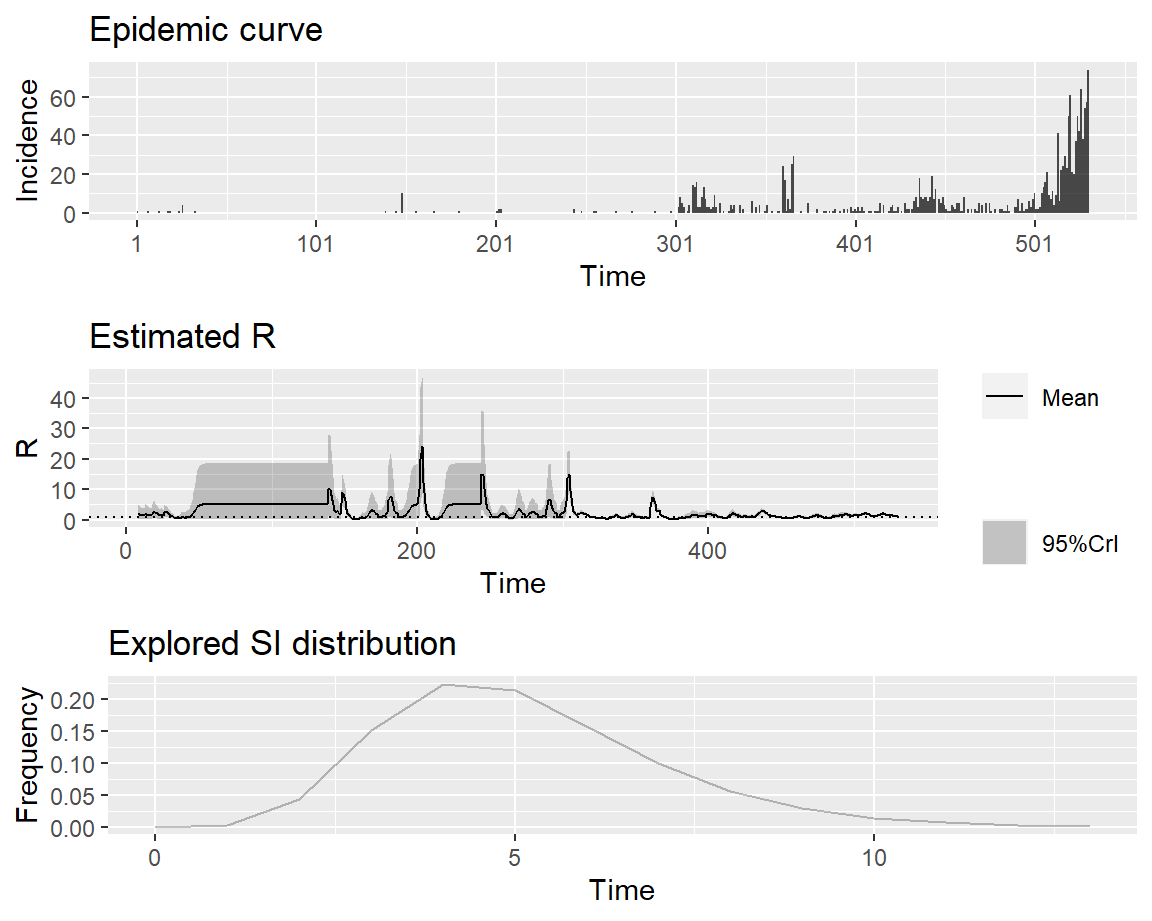 Epidemic curve
Incidence
60
40
20
0
1 101 201 301 401 501
Time
Estimated R
R
40
30
20
10
0
0 200 400
Time
Mean
95%CrI
Explored SI distribution
Frequency
0.20
0.15
0.10
0.05
0.00
0 5 10
Time